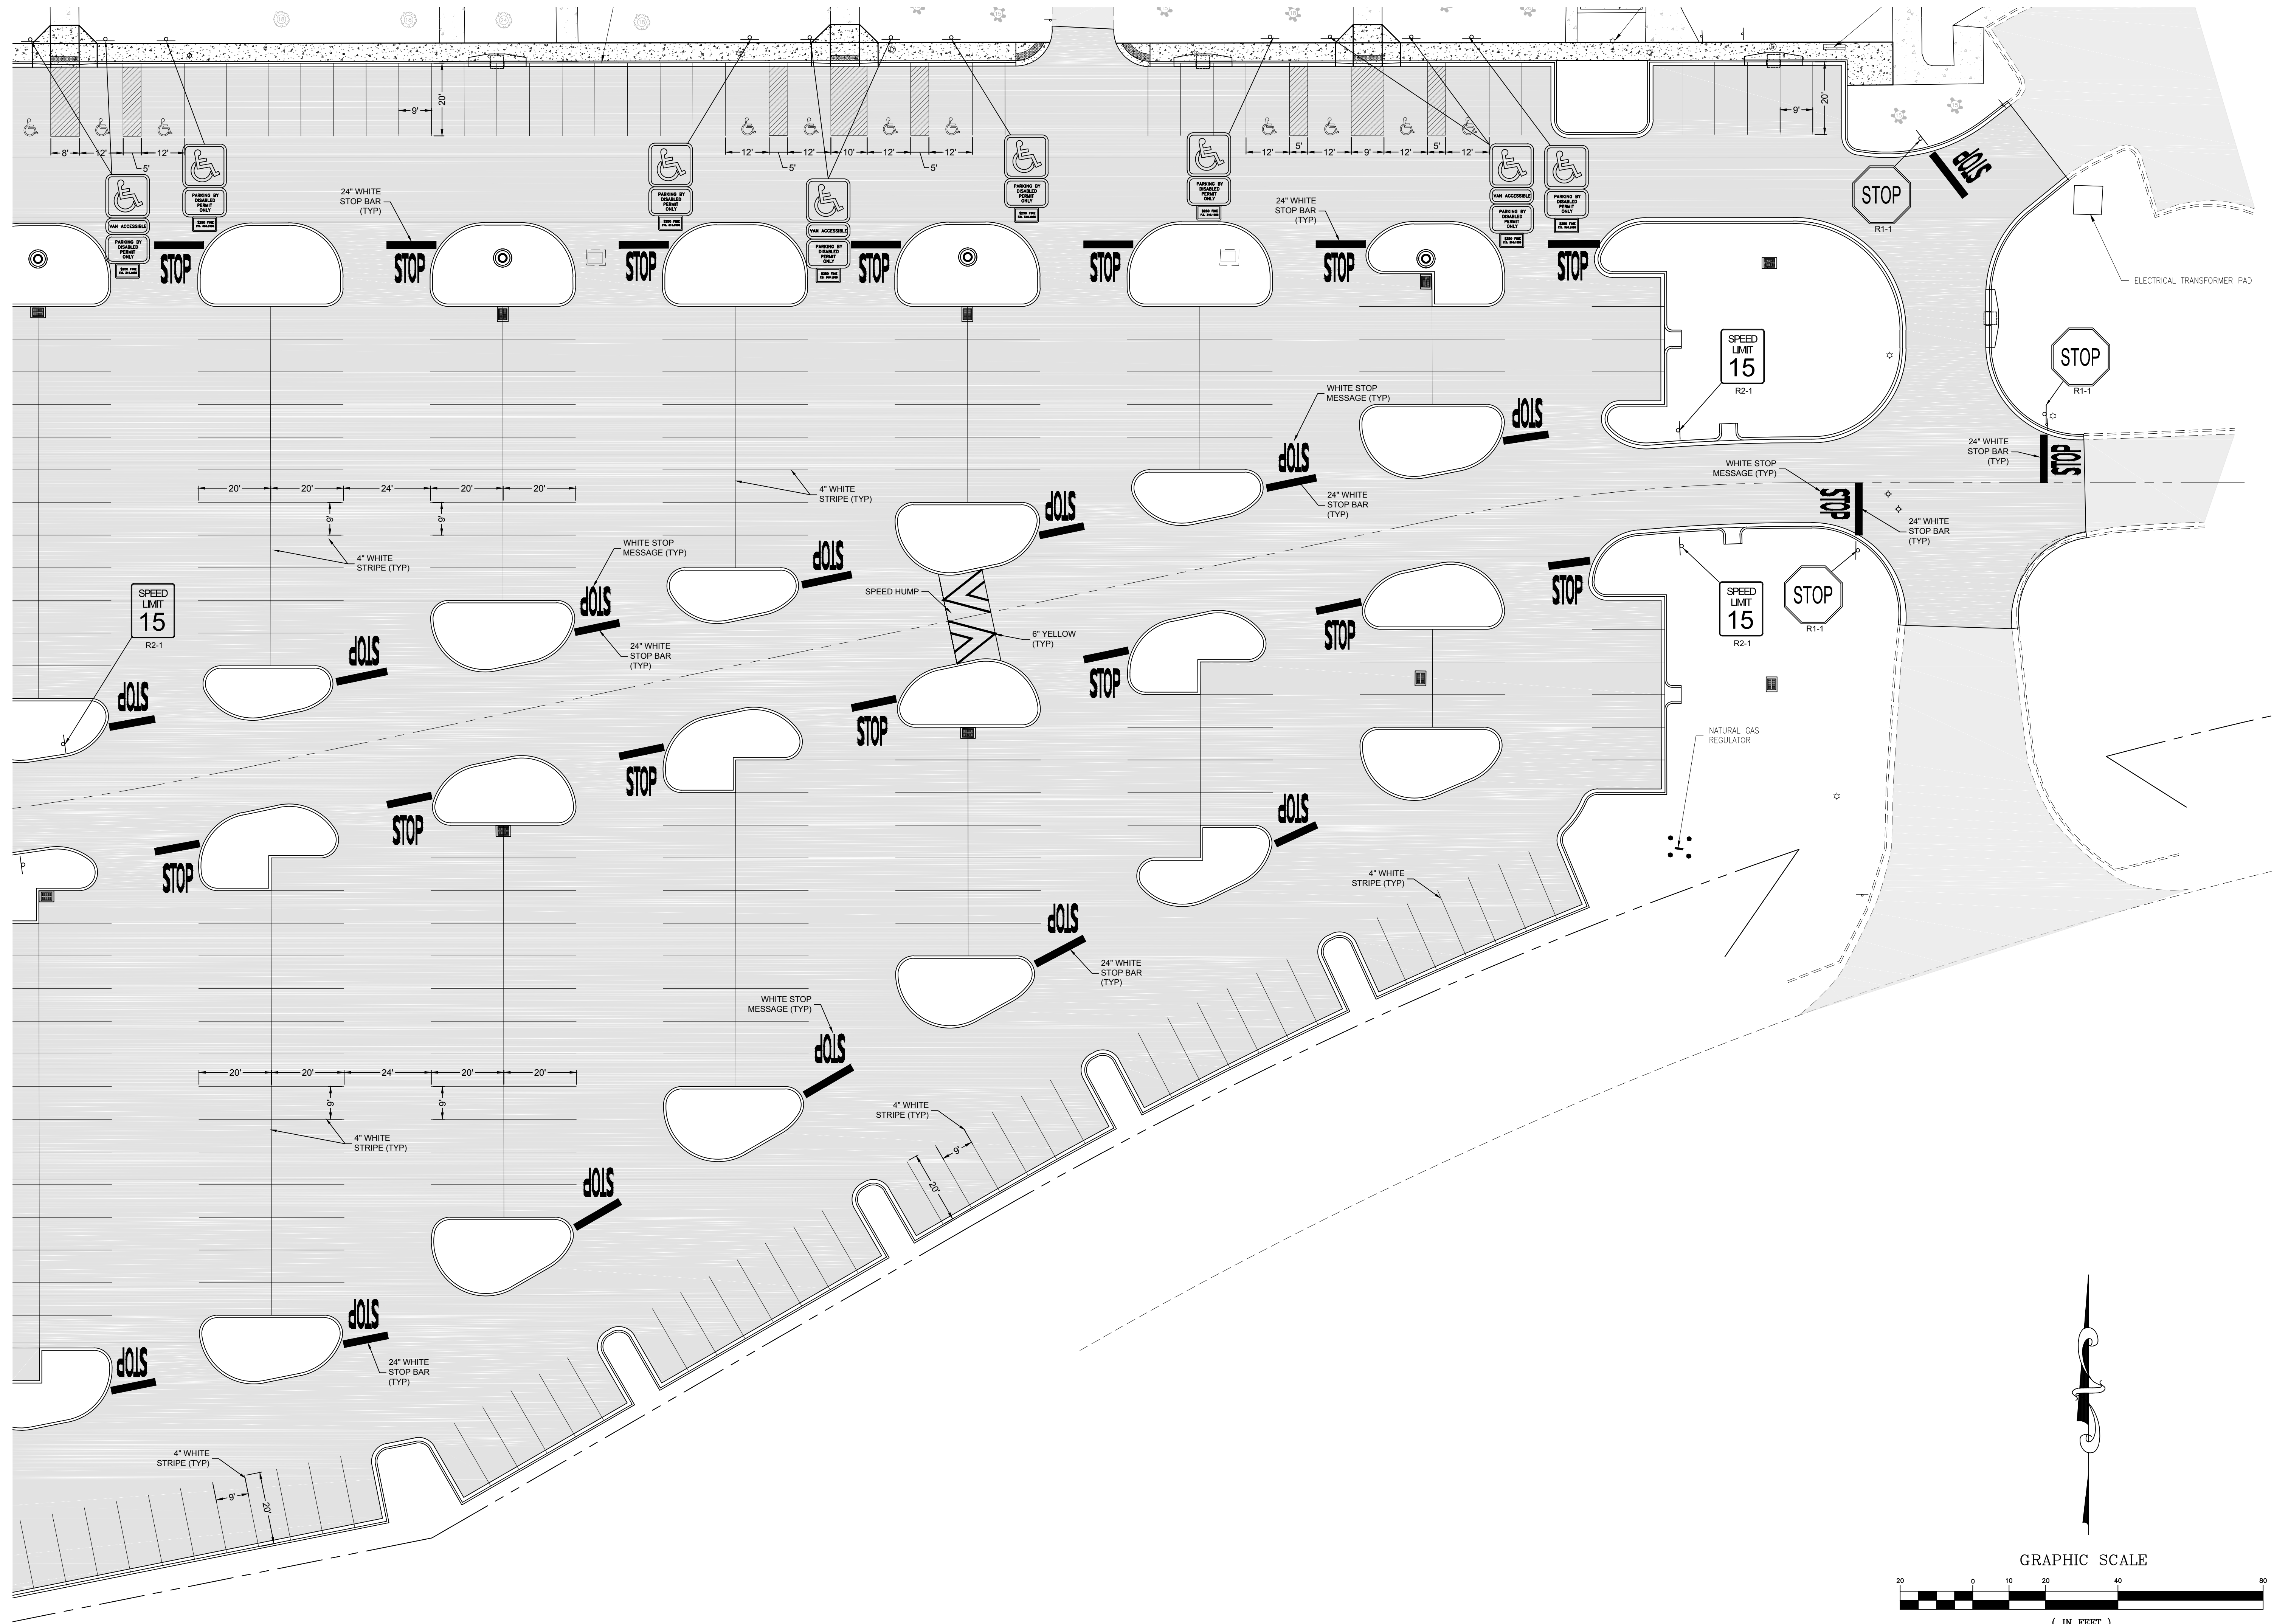 9'
20'
9'
20'
8'
12'
5'
12'
12'
5'
12'
10'
12'
5'
12'
12'
5'
12'
9'
12'
5'
12'
PARKING BY
DISABLED
PERMIT
ONLY
VAN ACCESSIBLE
PARKING BY
DISABLED
PERMIT
ONLY
PARKING BY
DISABLED
PERMIT
ONLY
VAN ACCESSIBLE
PARKING BY
DISABLED
PERMIT
ONLY
PARKING BY
DISABLED
PERMIT
ONLY
PARKING BY
DISABLED
PERMIT
ONLY
VAN ACCESSIBLE
PARKING BY
DISABLED
PERMIT
ONLY
PARKING BY
DISABLED
PERMIT
ONLY
STOP
STOP
R1-1
24" WHITE
STOP BAR
(TYP)
24" WHITE
STOP BAR
(TYP)
STOP
STOP
STOP
STOP
STOP
STOP
STOP
ELECTRICAL TRANSFORMER PAD
SPEED
LIMIT
15
R2-1
STOP
R1-1
WHITE STOP
MESSAGE (TYP)
STOP
STOP
24" WHITE
STOP BAR
(TYP)
STOP
WHITE STOP
MESSAGE (TYP)
STOP
24" WHITE
STOP BAR
(TYP)
20'
20'
24'
20'
20'
9'
9'
4" WHITE
STRIPE (TYP)
24" WHITE
STOP BAR
(TYP)
STOP
4" WHITE
STRIPE (TYP)
WHITE STOP
MESSAGE (TYP)
STOP
STOP
SPEED HUMP
6" YELLOW
(TYP)
24" WHITE
STOP BAR
(TYP)
STOP
SPEED
LIMIT
15
R2-1
SPEED
LIMIT
15
R2-1
STOP
R1-1
STOP
STOP
STOP
STOP
STOP
STOP
STOP
STOP
STOP
NATURAL GAS
REGULATOR
STOP
4" WHITE
STRIPE (TYP)
STOP
24" WHITE
STOP BAR
(TYP)
WHITE STOP
MESSAGE (TYP)
STOP
20'
20'
24'
20'
20'
9'
9'
4" WHITE
STRIPE (TYP)
4" WHITE
STRIPE (TYP)
9'
20'
STOP
STOP
24" WHITE
STOP BAR
(TYP)
STOP
4" WHITE
STRIPE (TYP)
9'
20'
GRAPHIC SCALE
20 0 10 20 40 80
( IN FEET )